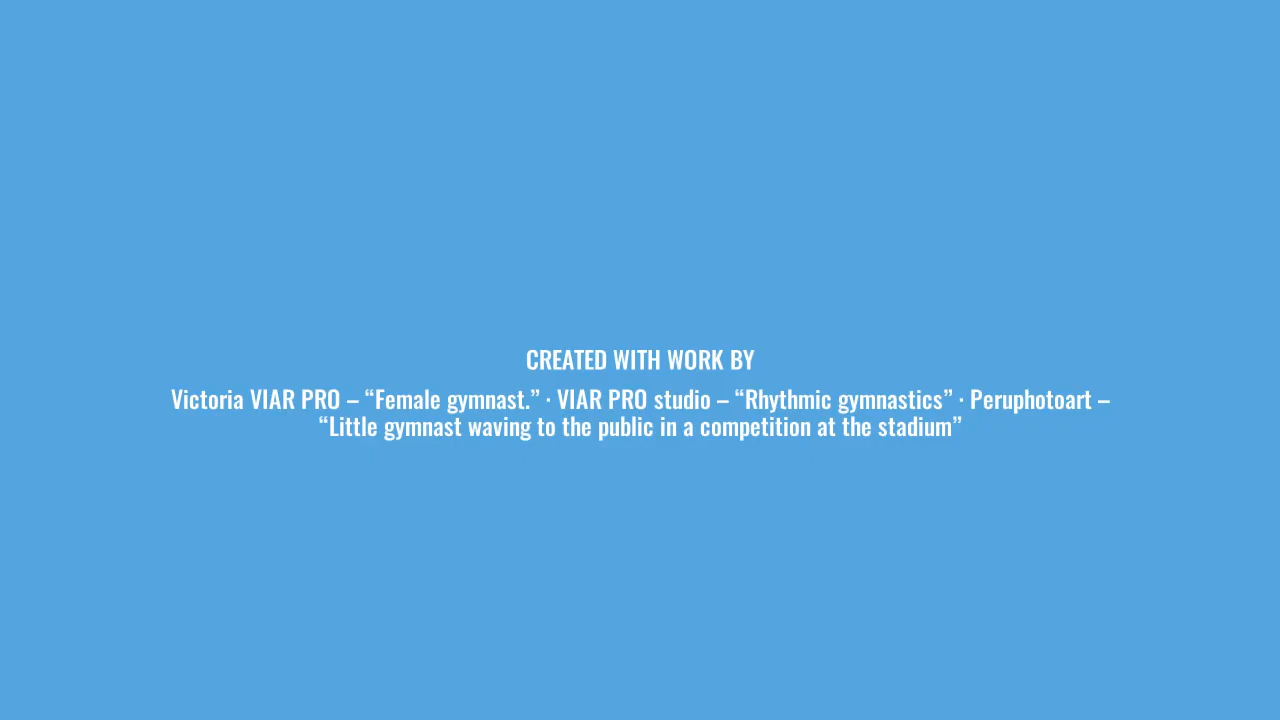 CREATED WITH WORK BY
Victoria VIAR PRO – “Female gymnast.” · VIAR PRO studio – “Rhythmic gymnastics” · Peruphotoart –
“Little gymnast waving to the public in a competition at the stadium”